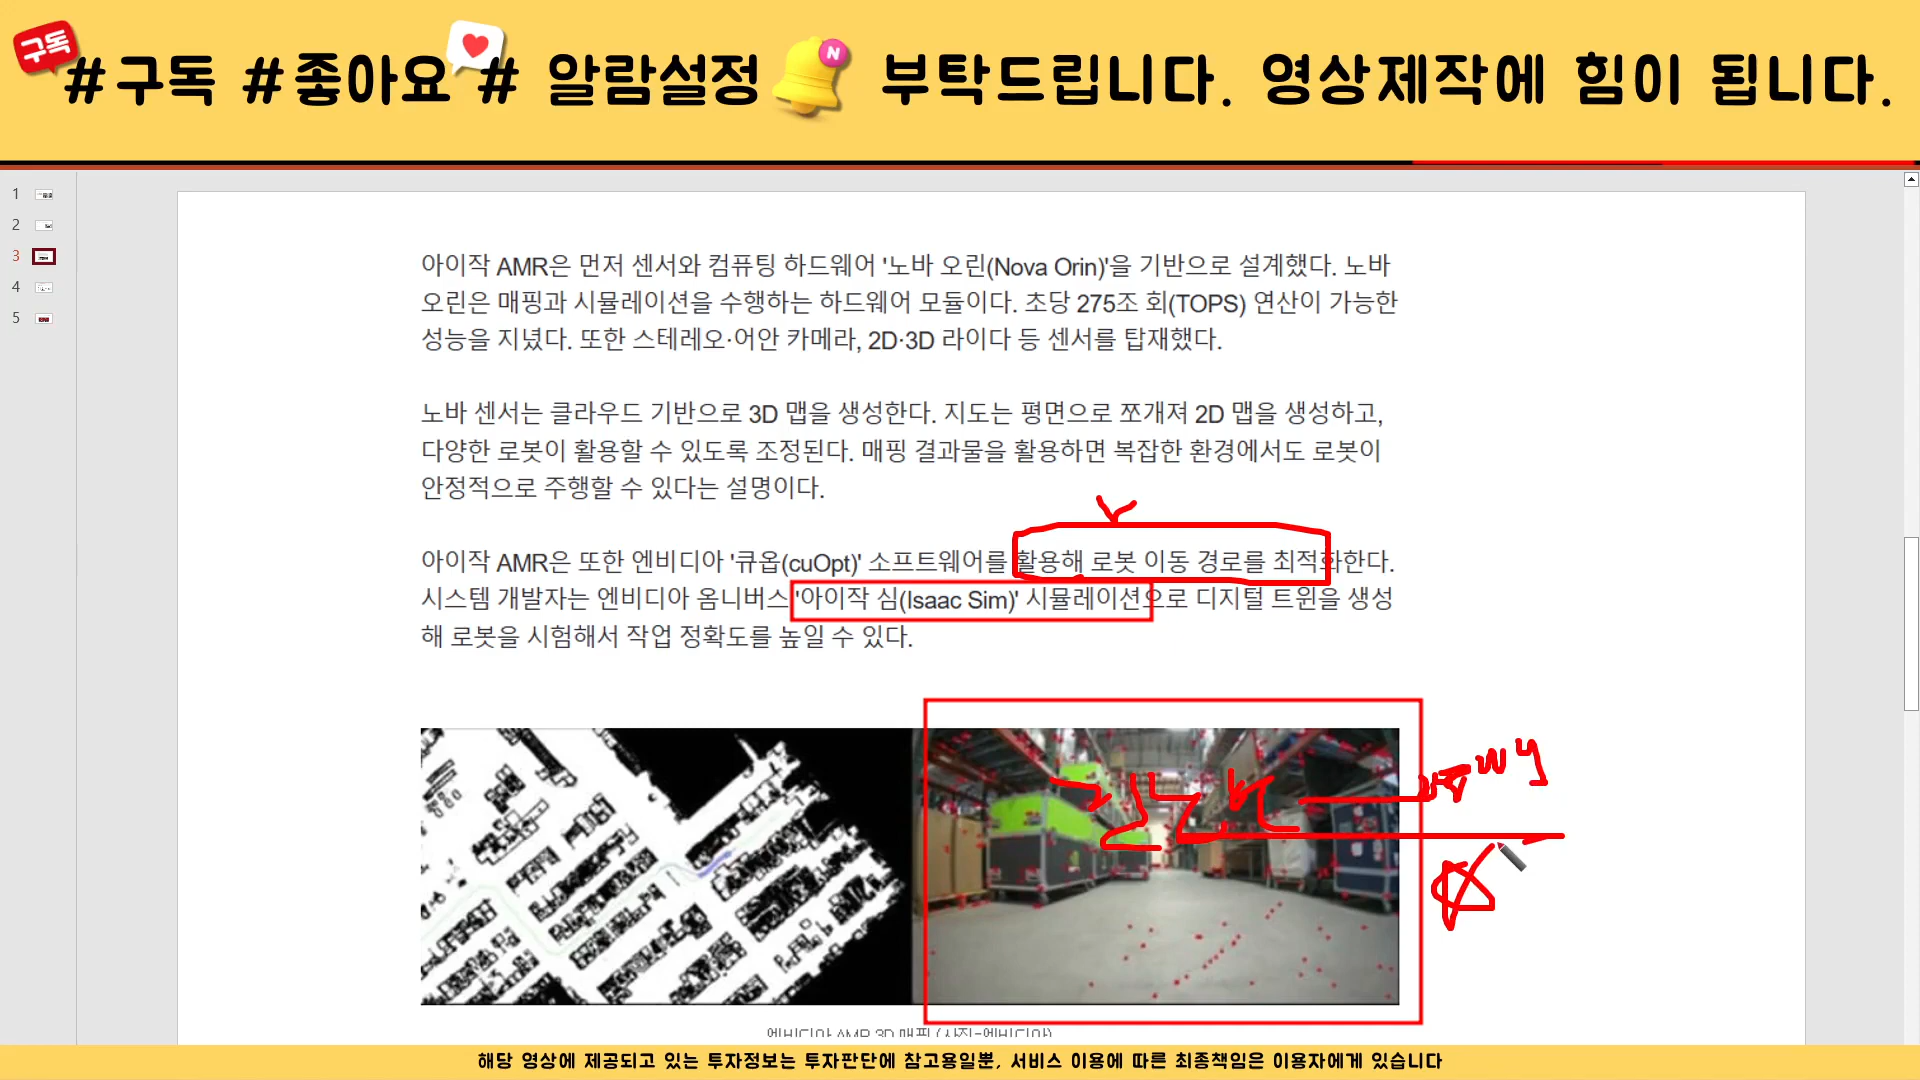 구독
#구독 #좋아요 # 알람설정 N 부탁드립니다. 영상제작에 힘이 됩니다.
1
2
3
4
5
아이작 AMR은 먼저 센서와 컴퓨팅 하드웨어 '노바 오린(Nova Orin)'을 기반으로 설계했다. 노바
오린은 매핑과 시뮬레이션을 수행하는 하드웨어 모듈이다. 초당 275조 회(TOPS) 연산이 가능한
성능을 지녔다. 또한 스테레오·어안 카메라, 2D·3D 라이다 등 센서를 탑재했다.
노바 센서는 클라우드 기반으로 3D 맵을 생성한다. 지도는 평면으로 쪼개져 2D 맵을 생성하고,
다양한 로봇이 활용할 수 있도록 조정된다. 매핑 결과물을 활용하면 복잡한 환경에서도 로봇이
안정적으로 주행할 수 있다는 설명이다.
아이작 AMR은 또한 엔비디아 '큐옵(cuOpt)' 소프트웨어를 활용해 로봇 이동 경로를 최적화한다.
시스템 개발자는 엔비디아 옴니버스 '아이작 심(Isaac Sim)' 시뮬레이션으로 디지털 트윈을 생성
해 로봇을 시험해서 작업 정확도를 높일 수 있다.
엔비디아 AMR 3D 매핑 (사진=엔비디아)
해당 영상에 제공되고 있는 투자정보는 투자판단에 참고용일뿐, 서비스 이용에 따른 최종책임은 이용자에게 있습니다